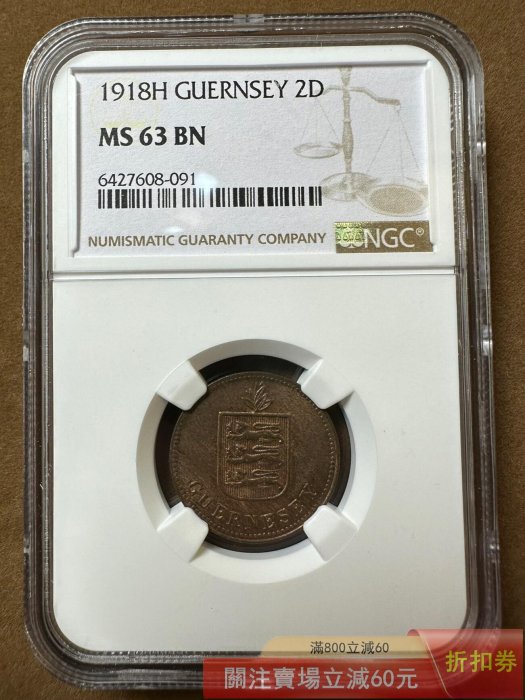 1918H GUERNSEY 2D
MS 63 BN
6427608-091
NUMISMATIC GUARANTY COMPANY
NGC®
GUERNESEY
滿800立減60
關注賣場立減60元
折扣券